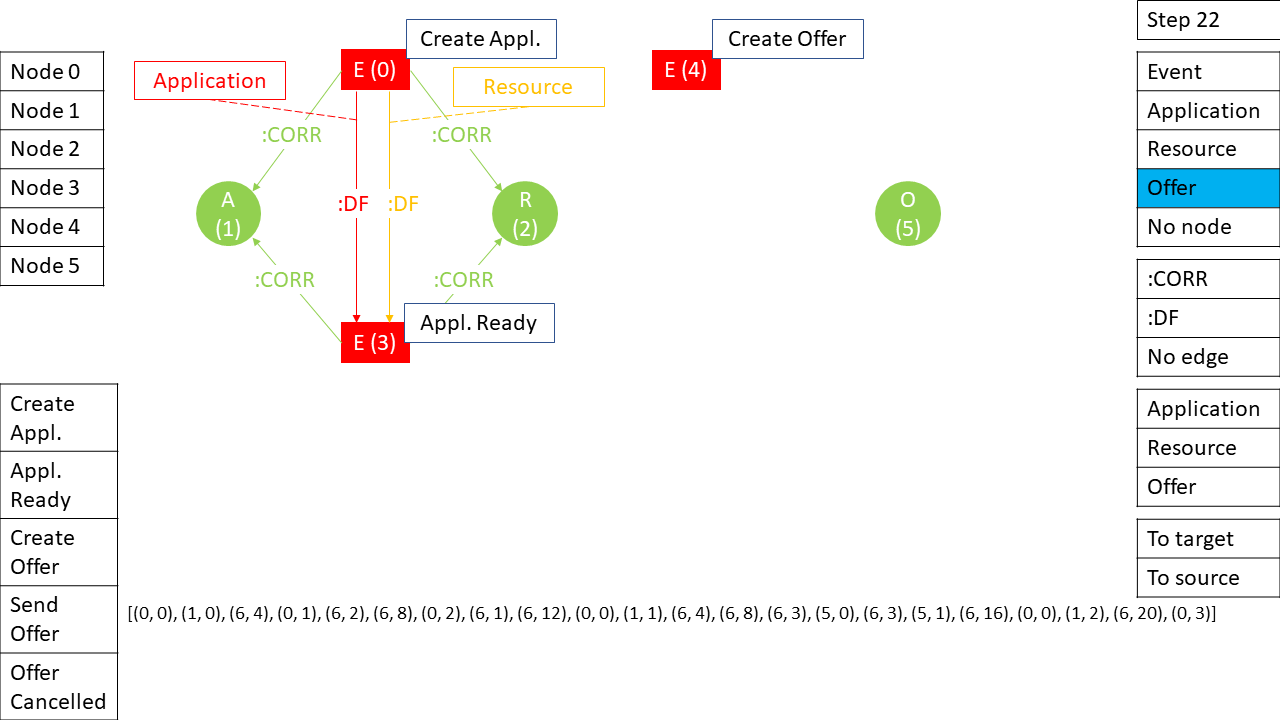 Step 22
Create Appl.
Create Offer
Node 0
Node 1
Node 2
Node 3
Node 4
Node 5
Application
E (0)
Resource
E (4)
:CORR
:CORR
A
(1)
:DF
:DF
R
(2)
O
(5)
:CORR
:CORR
E (3)
Appl. Ready
Event
Application
Resource
Offer
No node
:CORR
:DF
No edge
Application
Resource
Offer
To target
To source
Create
Appl.
Appl.
Ready
Create
Offer
Send
Offer
Offer
Cancelled
[(0, 0), (1, 0), (6, 4), (0, 1), (6, 2), (6, 8), (0, 2), (6, 1), (6, 12), (0, 0), (1, 1), (6, 4), (6, 8), (6, 3), (5, 0), (6, 3), (5, 1), (6, 16), (0, 0), (1, 2), (6, 20), (0, 3)]